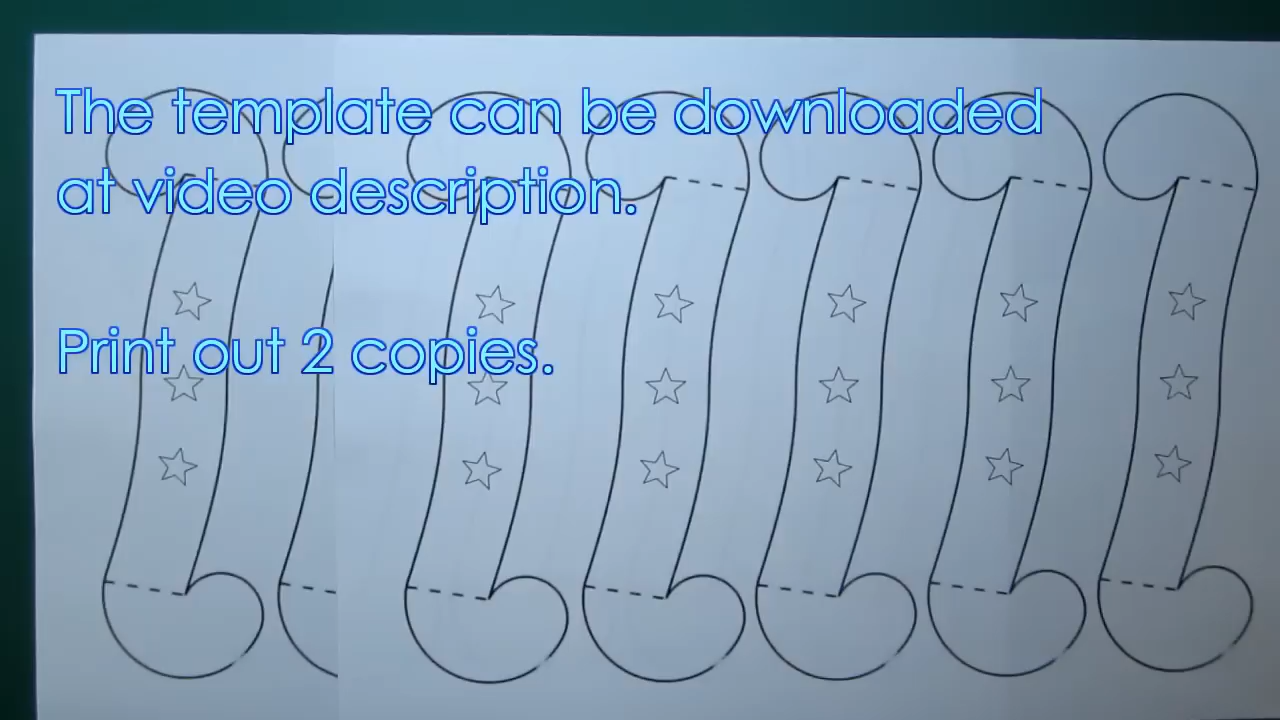 The template can be downloaded
at video description.
Print out 2 copies.